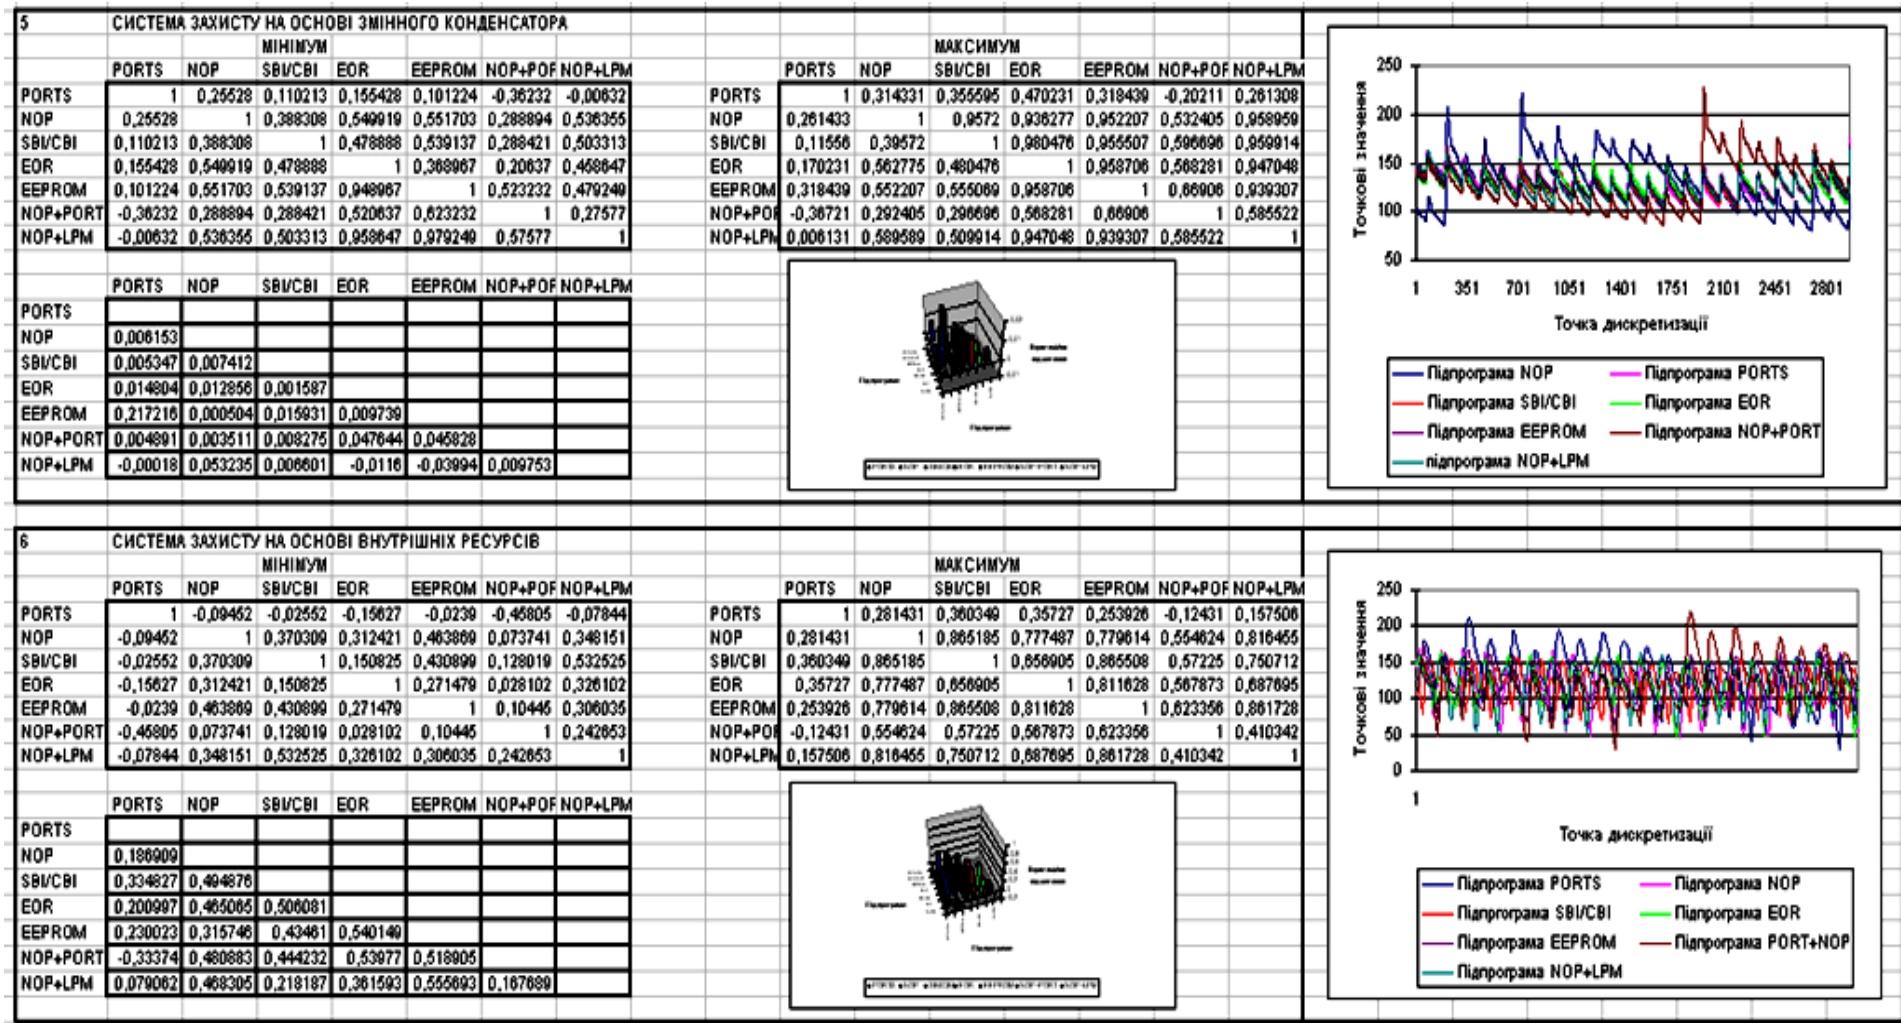 5 СИСТЕМА ЗАХИСТУ НА ОСНОВІ ЗМІННОГО КОНДЕНСАТОРА
МІНІМУМ
PORTS NOP SBI/CBI EOR EEPROM NOP+POF NOP+LPM
PORTS 1 0,25528 0,110213 0,155428 0,101224 -0,36232 -0,00632
NOP 0,25528 1 0,388308 0,549919 0,551703 0,288894 0,536355
SBI/CBI 0,110213 0,388308 1 0,478888 0,539137 0,288421 0,503313
EOR 0,155428 0,549919 0,478888 1 0,368967 0,20637 0,458647
EEPROM 0,101224 0,551703 0,539137 0,948967 1 0,523232 0,479249
NOP+PORT -0,36232 0,288894 0,288421 0,520637 0,623232 1 0,27577
NOP+LPM -0,00632 0,536355 0,503313 0,958647 0,979249 0,57577 1
МАКСИМУМ
PORTS NOP SBI/CBI EOR EEPROM NOP+POF NOP+LPM
PORTS 1 0,314331 0,355595 0,470231 0,318439 -0,20211 0,261308
NOP 0,261433 1 0,9572 0,936277 0,952207 0,532405 0,958959
SBI/CBI 0,11556 0,39572 1 0,980476 0,955507 0,596696 0,959914
EOR 0,170231 0,562775 0,480476 1 0,958706 0,568281 0,947048
EEPROM 0,318439 0,552207 0,555069 0,958706 1 0,66906 0,939307
NOP+POF -0,36721 0,292405 0,296696 0,568281 0,66906 1 0,585522
NOP+LPM 0,006131 0,589589 0,509914 0,947048 0,939307 0,585522 1
PORTS NOP SBI/CBI EOR EEPROM NOP+POF NOP+LPM
PORTS
NOP 0,006153
SBI/CBI 0,005347 0,007412
EOR 0,014804 0,012856 0,001587
EEPROM 0,217216 0,000504 0,015931 0,009739
NOP+PORT 0,004891 0,003511 0,008275 0,047644 0,045828
NOP+LPM -0,00018 0,053235 0,006601 -0,0116 -0,03994 0,009753
Точкові значення
250
200
150
100
50
1 351 701 1051 1401 1751 2101 2451 2801
Точка дискретизації
Підпрограма NOP Підпрограма PORTS
Підпрограма SBI/CBI Підпрограма EOR
Підпрограма EEPROM Підпрограма NOP+PORT
підпрограма NOP+LPM
6 СИСТЕМА ЗАХИСТУ НА ОСНОВІ ВНУТРІШНІХ РЕСУРСІВ
МІНІМУМ
PORTS NOP SBI/CBI EOR EEPROM NOP+POF NOP+LPM
PORTS 1 -0,09452 -0,02552 -0,15627 -0,0239 -0,45805 -0,07844
NOP -0,09452 1 0,370309 0,312421 0,463869 0,073741 0,348151
SBI/CBI -0,02552 0,370309 1 0,150825 0,430899 0,128019 0,532525
EOR -0,15627 0,312421 0,150825 1 0,271479 0,028102 0,326102
EEPROM -0,0239 0,463869 0,430899 0,271479 1 0,10445 0,306035
NOP+PORT -0,45805 0,073741 0,128019 0,028102 0,10445 1 0,242653
NOP+LPM -0,07844 0,348151 0,532525 0,326102 0,306035 0,242653 1
МАКСИМУМ
PORTS NOP SBI/CBI EOR EEPROM NOP+POF NOP+LPM
PORTS 1 0,281431 0,360349 0,35727 0,253926 -0,12431 0,157506
NOP 0,281431 1 0,865185 0,777487 0,779614 0,554624 0,816455
SBI/CBI 0,360349 0,865185 1 0,656905 0,865508 0,57225 0,750712
EOR 0,35727 0,777487 0,656905 1 0,811628 0,567873 0,687695
EEPROM 0,253926 0,779614 0,865508 0,811628 1 0,623356 0,861728
NOP+POF -0,12431 0,554624 0,57225 0,567873 0,623356 1 0,410342
NOP+LPM 0,157506 0,816455 0,750712 0,687695 0,861728 0,410342 1
PORTS NOP SBI/CBI EOR EEPROM NOP+POF NOP+LPM
PORTS
NOP 0,186909
SBI/CBI 0,334827 0,494876
EOR 0,200997 0,465065 0,506081
EEPROM 0,230023 0,315746 0,43461 0,540149
NOP+PORT -0,33374 0,480883 0,444232 0,53977 0,518905
NOP+LPM 0,079062 0,468305 0,218187 0,361593 0,555693 0,167689
Точкові значення
250
200
150
100
50
0
1
Точка дискретизації
Підпрограма PORTS Підпрограма NOP
Підпрограма SBI/CBI Підпрограма EOR
Підпрограма EEPROM Підпрограма PORT+NOP
Підпрограма NOP+LPM